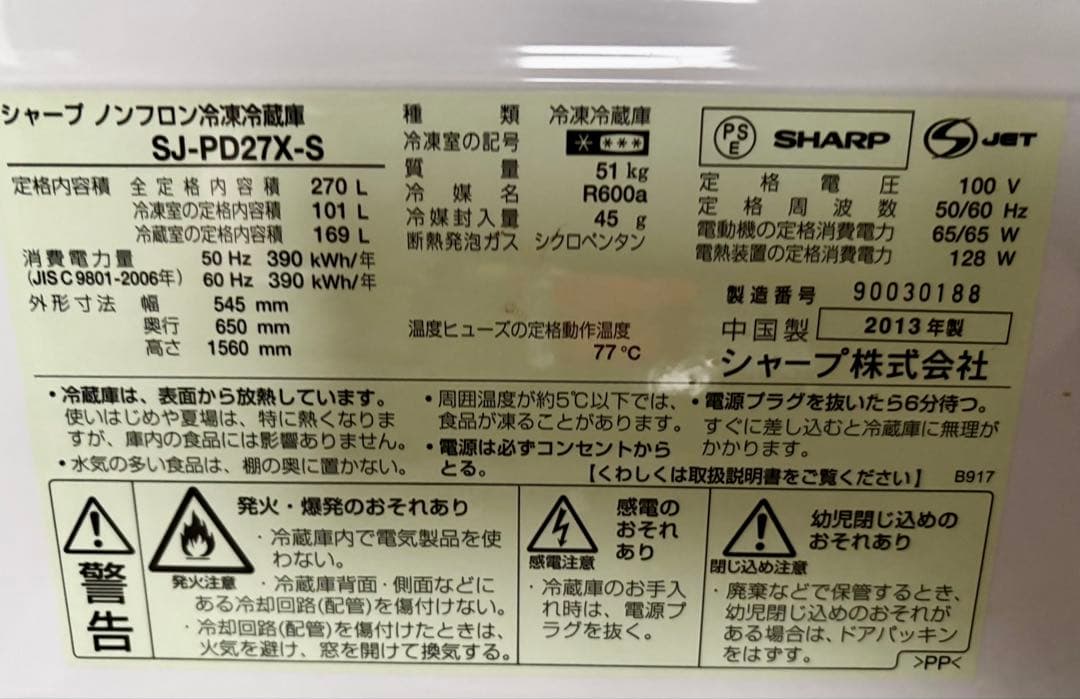 シャープ ノンフロン冷凍冷蔵庫
SJ-PD27X-S
定格内容積 全定格内容積 270 L
冷凍室の定格内容積 101 L
冷蔵室の定格内容積 169 L
消費電力量 50 Hz 390 kWh/年
(JIS C 9801-2006年) 60 Hz 390 kWh/年
外形寸法 幅 545 mm
奥行 650 mm
高さ 1560 mm
種類 冷凍冷蔵庫
冷凍室の記号 * ***
質量 51 kg
冷媒名 R600a
冷媒封入量 45 g
断熱発泡ガス シクロペンタン
温度ヒューズの定格動作温度
77℃
PSE SHARP JET
定格電圧 100 V
定格周波数 50/60 Hz
電動機の定格消費電力 65/65 W
電熱装置の定格消費電力 128 W
製造番号 90030188
中国製 2013年製
シャープ株式会社
・冷蔵庫は、表面から放熱しています。
使いはじめや夏場は、特に熱くなりま
すが、庫内の食品には影響ありません。
・水気の多い食品は、棚の奥に置かない。
・周囲温度が約5℃以下では、
食品が凍ることがあります。
・電源は必ずコンセントから
とる。
・電源プラグを抜いたら6分待つ。
すぐに差し込むと冷蔵庫に無理が
かかります。
【くわしくは取扱説明書をご覧ください】 B917
警告
発火注意
発火・爆発のおそれあり
・冷蔵庫内で電気製品を使
わない。
・冷蔵庫背面・側面などに
ある冷却回路(配管)を傷付けない。
・冷却回路(配管)を傷付けたときは、
火気を避け、窓を開けて換気する。
感電注意
感電の
おそれ
あり
・冷蔵庫のお手入
れ時は、電源プ
ラグを抜く。
閉じ込め注意
幼児閉じ込めの
おそれあり
・廃棄などで保管するとき、
幼児閉じ込めのおそれが
ある場合は、ドアパッキン
をはずす。
>PP<